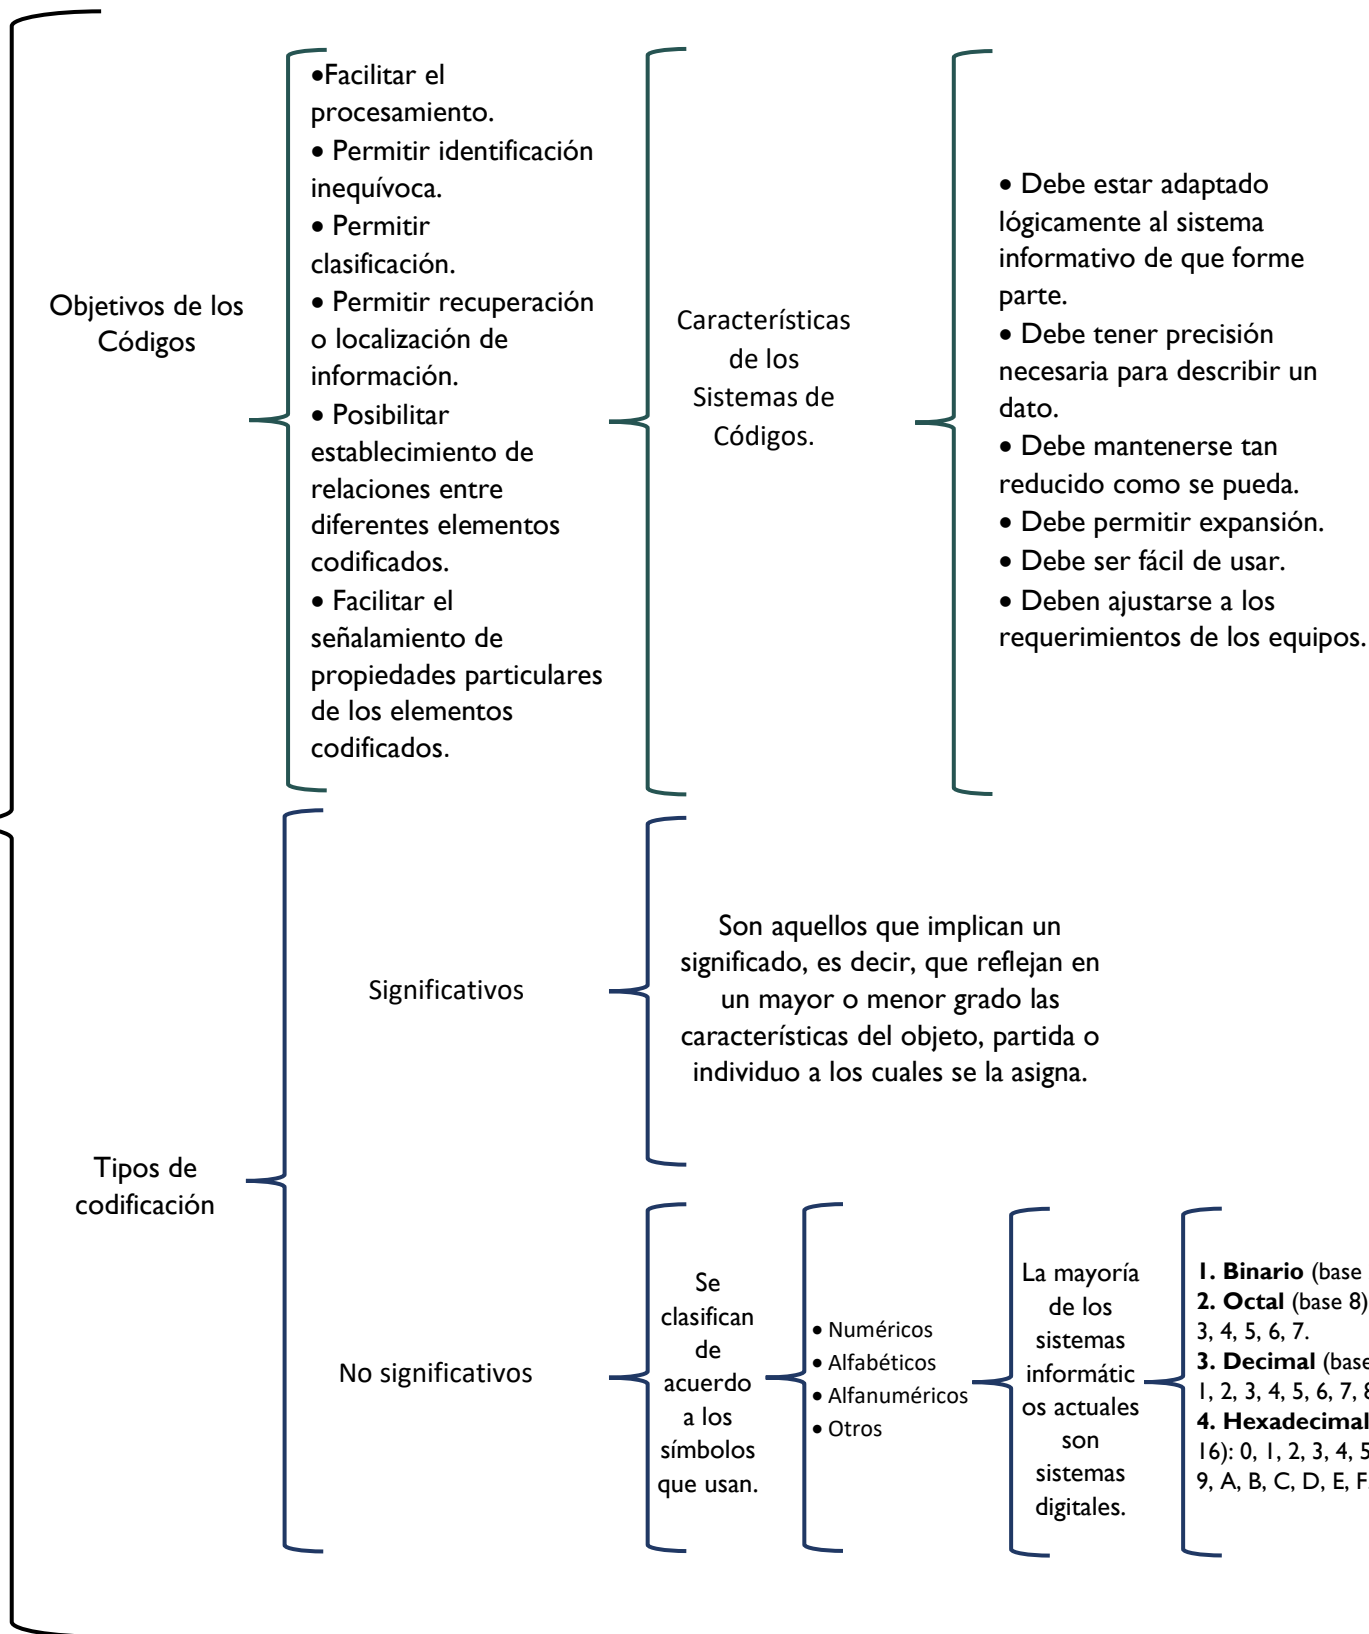 Objetivos de los
Códigos
•Facilitar el
procesamiento.
• Permitir identificación
inequívoca.
• Permitir
clasificación.
• Permitir recuperación
o localización de
información.
• Posibilitar
establecimiento de
relaciones entre
diferentes elementos
codificados.
• Facilitar el
señalamiento de
propiedades particulares
de los elementos
codificados.
Características
de los
Sistemas de
Códigos.
• Debe estar adaptado
lógicamente al sistema
informativo de que forme
parte.
• Debe tener precisión
necesaria para describir un
dato.
• Debe mantenerse tan
reducido como se pueda.
• Debe permitir expansión.
• Debe ser fácil de usar.
• Deben ajustarse a los
requerimientos de los equipos.
Tipos de
codificación
Significativos
Son aquellos que implican un
significado, es decir, que reflejan en
un mayor o menor grado las
características del objeto, partida o
individuo a los cuales se la asigna.
No significativos
Se
clasifican
de
acuerdo
a los
símbolos
que usan.
• Numéricos
• Alfabéticos
• Alfanuméricos
• Otros
La mayoría
de los
sistemas
informátic
os actuales
son
sistemas
digitales.
1. Binario (base
2. Octal (base 8)
3, 4, 5, 6, 7.
3. Decimal (base
1, 2, 3, 4, 5, 6, 7, 8
4. Hexadecimal
16): 0, 1, 2, 3, 4, 5
9, A, B, C, D, E, F.